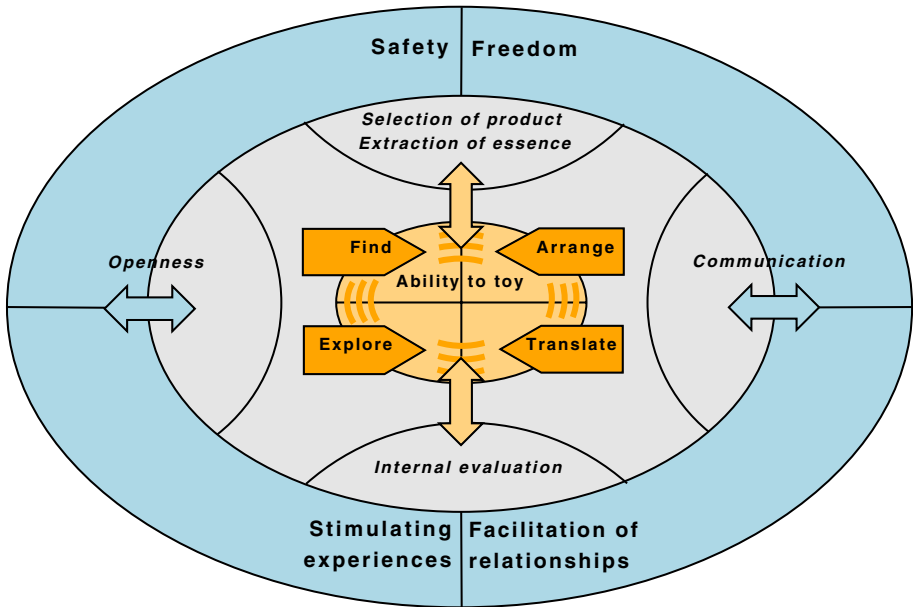 Safety
Freedom
Selection of product
Extraction of essence
Find
Arrange
Openness
Ability to toy
Communication
Explore
Translate
Internal evaluation
Stimulating
experiences
Facilitation of
relationships